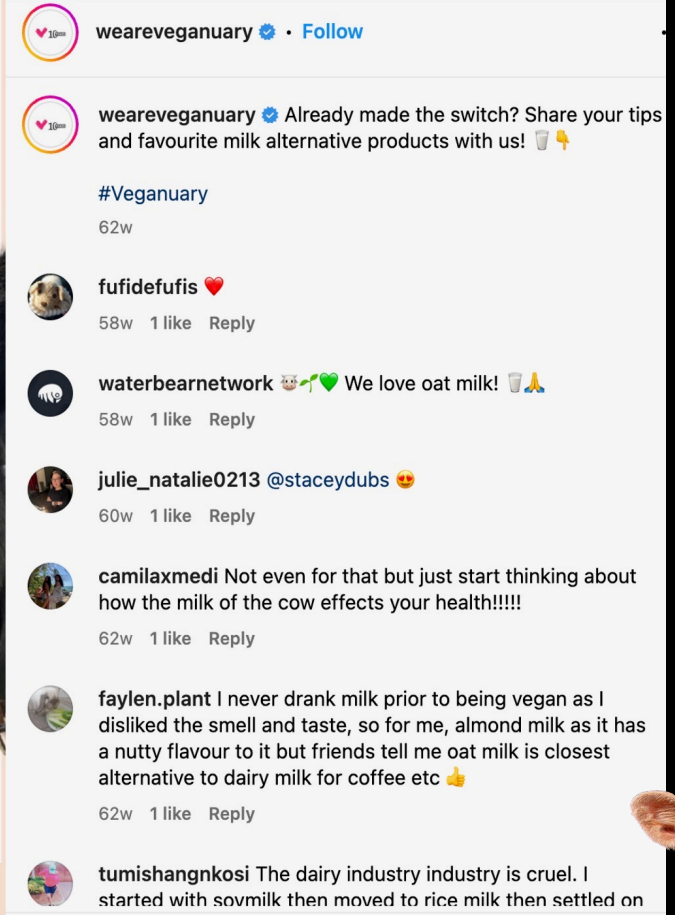 weareveganuary • Follow
weareveganuary Already made the switch? Share your tips
and favourite milk alternative products with us! 🥛👇
#Veganuary
62w
fufidefufis ❤️
58w 1 like Reply
waterbearnetwork 🐮🌱💚 We love oat milk! 🥛🙏
58w 1 like Reply
julie_natalie0213 @staceydubs 😍
60w 1 like Reply
camilaxmedi Not even for that but just start thinking about
how the milk of the cow effects your health!!!!!
62w 1 like Reply
faylen.plant I never drank milk prior to being vegan as I
disliked the smell and taste, so for me, almond milk as it has
a nutty flavour to it but friends tell me oat milk is closest
alternative to dairy milk for coffee etc 👍
62w 1 like Reply
tumishangnkosi The dairy industry industry is cruel. I
started with soymilk then moved to rice milk then settled on